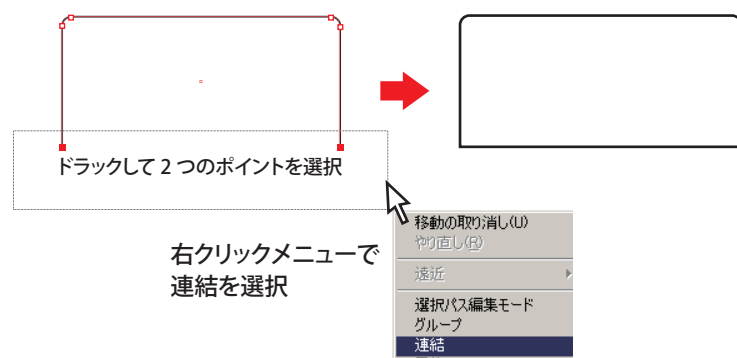 ドラックして 2 つのポイントを選択
移動の取り消し(U)
やり直し(R)
右クリックメニューで
連結を選択
遠近
選択パス編集モード
グループ
連結